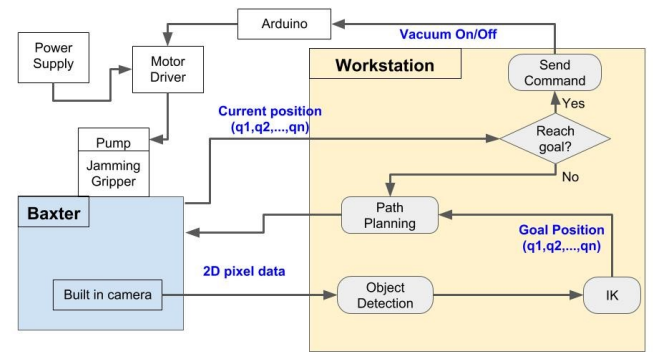 Arduino
Vacuum On/Off
Power
Supply
Motor
Driver
Workstation
Send
Command
Yes
Current position
(q1,q2,...,qn)
Reach
goal?
No
Pump
Jamming
Gripper
Baxter
Path
Planning
Goal Position
(q1,q2,...,qn)
2D pixel data
Built in camera
Object
Detection
IK